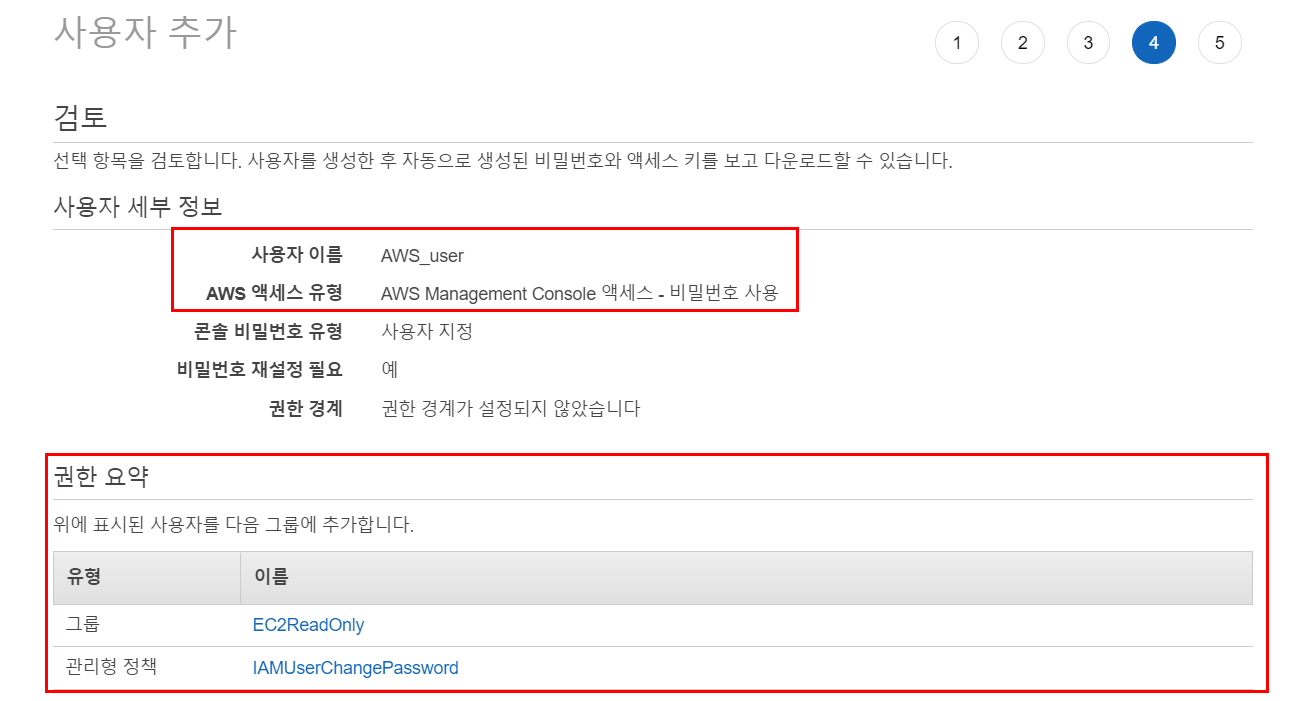 사용자 추가
1 2 3 4 5
검토
선택 항목을 검토합니다. 사용자를 생성한 후 자동으로 생성된 비밀번호와 액세스 키를 보고 다운로드할 수 있습니다.
사용자 세부 정보
사용자 이름 AWS_user
AWS 액세스 유형 AWS Management Console 액세스 - 비밀번호 사용
콘솔 비밀번호 유형 사용자 지정
비밀번호 재설정 필요 예
권한 경계 권한 경계가 설정되지 않았습니다
권한 요약
위에 표시된 사용자를 다음 그룹에 추가합니다.
유형 이름
그룹 EC2ReadOnly
관리형 정책 IAMUserChangePassword